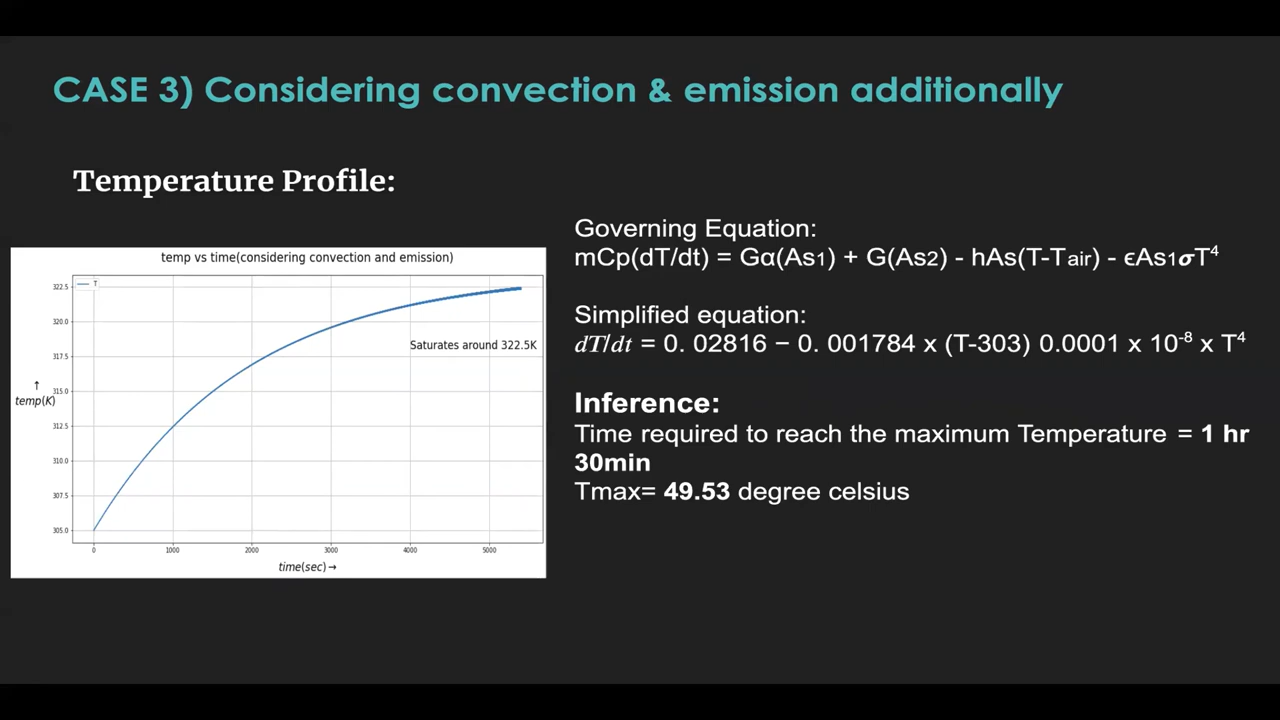 CASE 3) Considering convection & emission additionally
Temperature Profile:
temp vs time(considering convection and emission)
T
322.5
320.0
317.5
315.0
312.5
310.0
307.5
305.0
↑
temp(K)
Saturates around 322.5K
0 1000 2000 3000 4000 5000
time(sec)→
Governing Equation:
mCp(dT/dt) = Gα(As₁) + G(As₂) - hAs(T-Tair) - ϵAs₁σT⁴
Simplified equation:
dT/dt = 0. 02816 − 0. 001784 x (T-303) 0.0001 x 10⁻⁸ x T⁴
Inference:
Time required to reach the maximum Temperature = 1 hr
30min
Tmax= 49.53 degree celsius